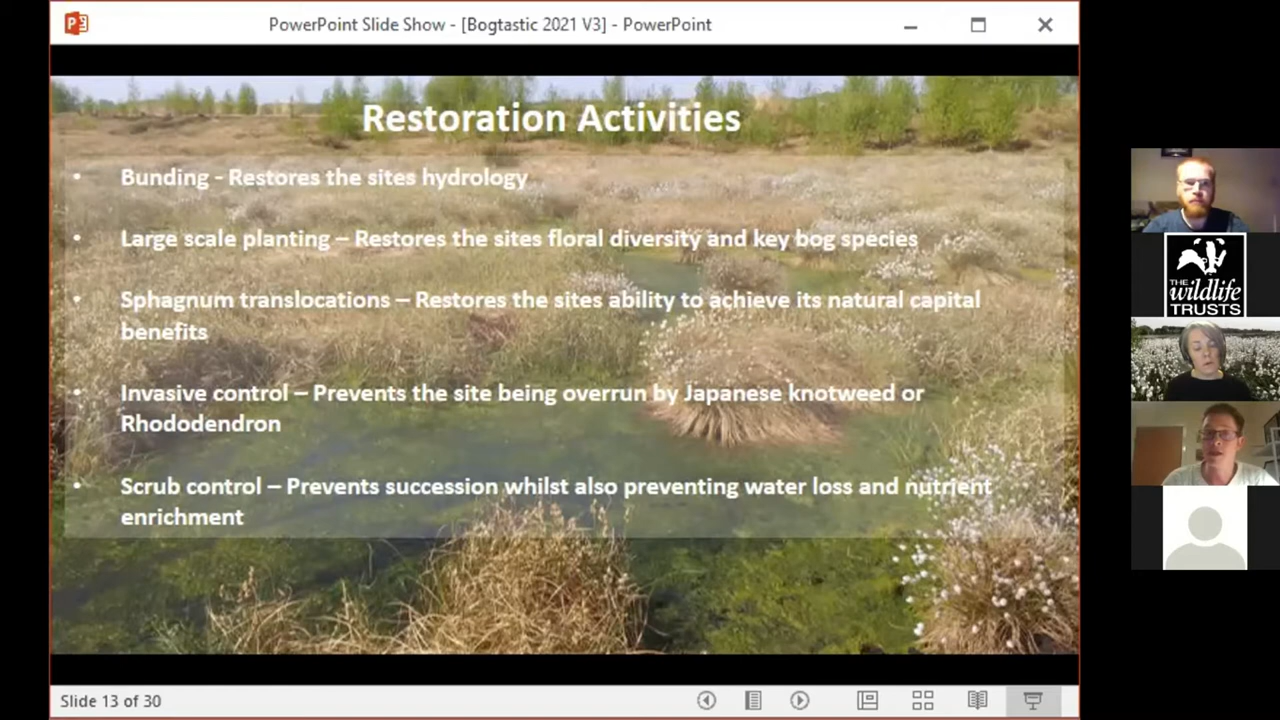 PowerPoint Slide Show - [Bogtastic 2021 V3] - PowerPoint
Restoration Activities
• Bunding - Restores the sites hydrology
• Large scale planting – Restores the sites floral diversity and key bog species
• Sphagnum translocations – Restores the sites ability to achieve its natural capital
benefits
• Invasive control – Prevents the site being overrun by Japanese knotweed or
Rhododendron
• Scrub control – Prevents succession whilst also preventing water loss and nutrient
enrichment
THE
wildlife
TRUSTS
Slide 13 of 30